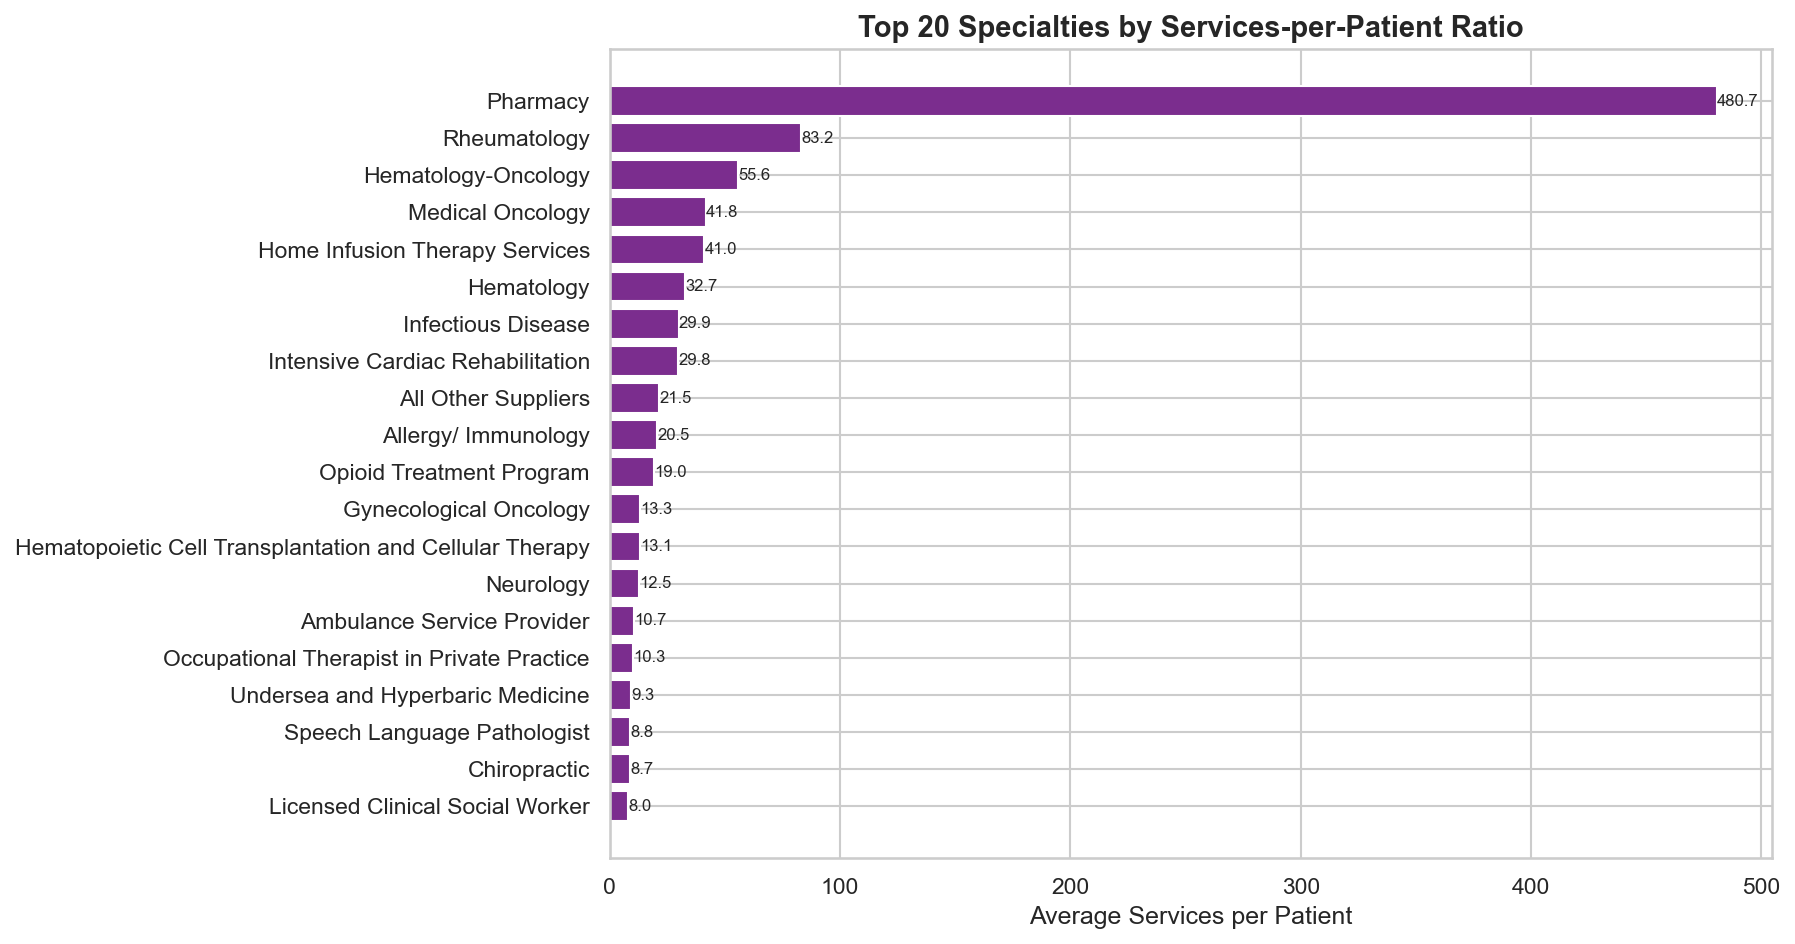 Top 20 Specialties by Services-per-Patient Ratio
Pharmacy 480.7
Rheumatology 83.2
Hematology-Oncology 55.6
Medical Oncology 41.8
Home Infusion Therapy Services 41.0
Hematology 32.7
Infectious Disease 29.9
Intensive Cardiac Rehabilitation 29.8
All Other Suppliers 21.5
Allergy/ Immunology 20.5
Opioid Treatment Program 19.0
Gynecological Oncology 13.3
Hematopoietic Cell Transplantation and Cellular Therapy 13.1
Neurology 12.5
Ambulance Service Provider 10.7
Occupational Therapist in Private Practice 10.3
Undersea and Hyperbaric Medicine 9.3
Speech Language Pathologist 8.8
Chiropractic 8.7
Licensed Clinical Social Worker 8.0
0 100 200 300 400 500
Average Services per Patient